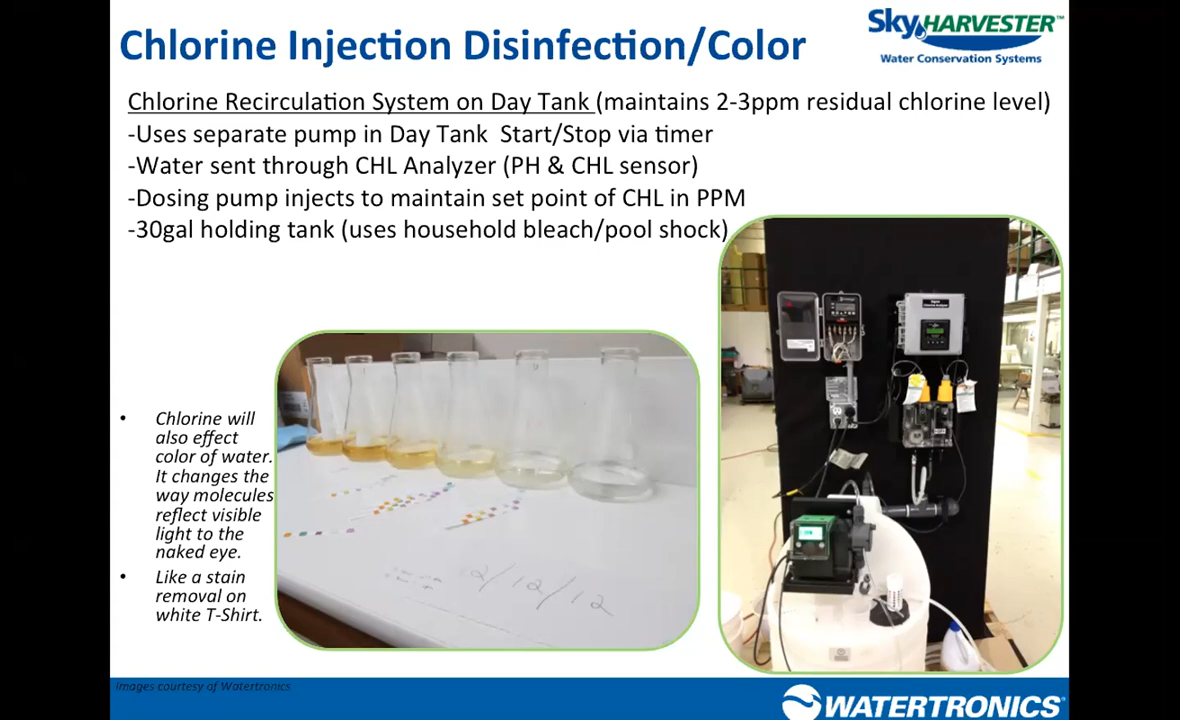 Chlorine Injection Disinfection/Color
SkyHARVESTER™
Water Conservation Systems
Chlorine Recirculation System on Day Tank (maintains 2-3ppm residual chlorine level)
-Uses separate pump in Day Tank Start/Stop via timer
-Water sent through CHL Analyzer (PH & CHL sensor)
-Dosing pump injects to maintain set point of CHL in PPM
-30gal holding tank (uses household bleach/pool shock)
• Chlorine will
also effect
color of water.
It changes the
way molecules
reflect visible
light to the
naked eye.
• Like a stain
removal on
white T-Shirt.
2/12/12
Images courtesy of Watertronics
WATERTRONICS